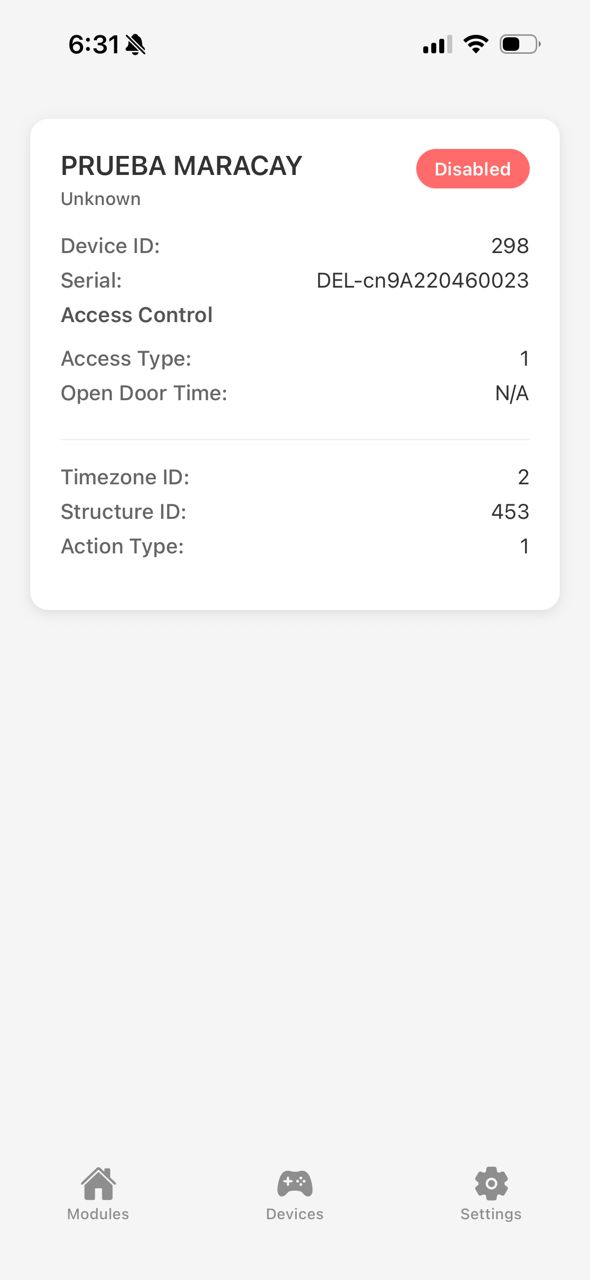 6:31
PRUEBA MARACAY
Disabled
Unknown
Device ID: 298
Serial: DEL-cn9A220460023
Access Control
Access Type: 1
Open Door Time: N/A
Timezone ID: 2
Structure ID: 453
Action Type: 1
Modules Devices Settings